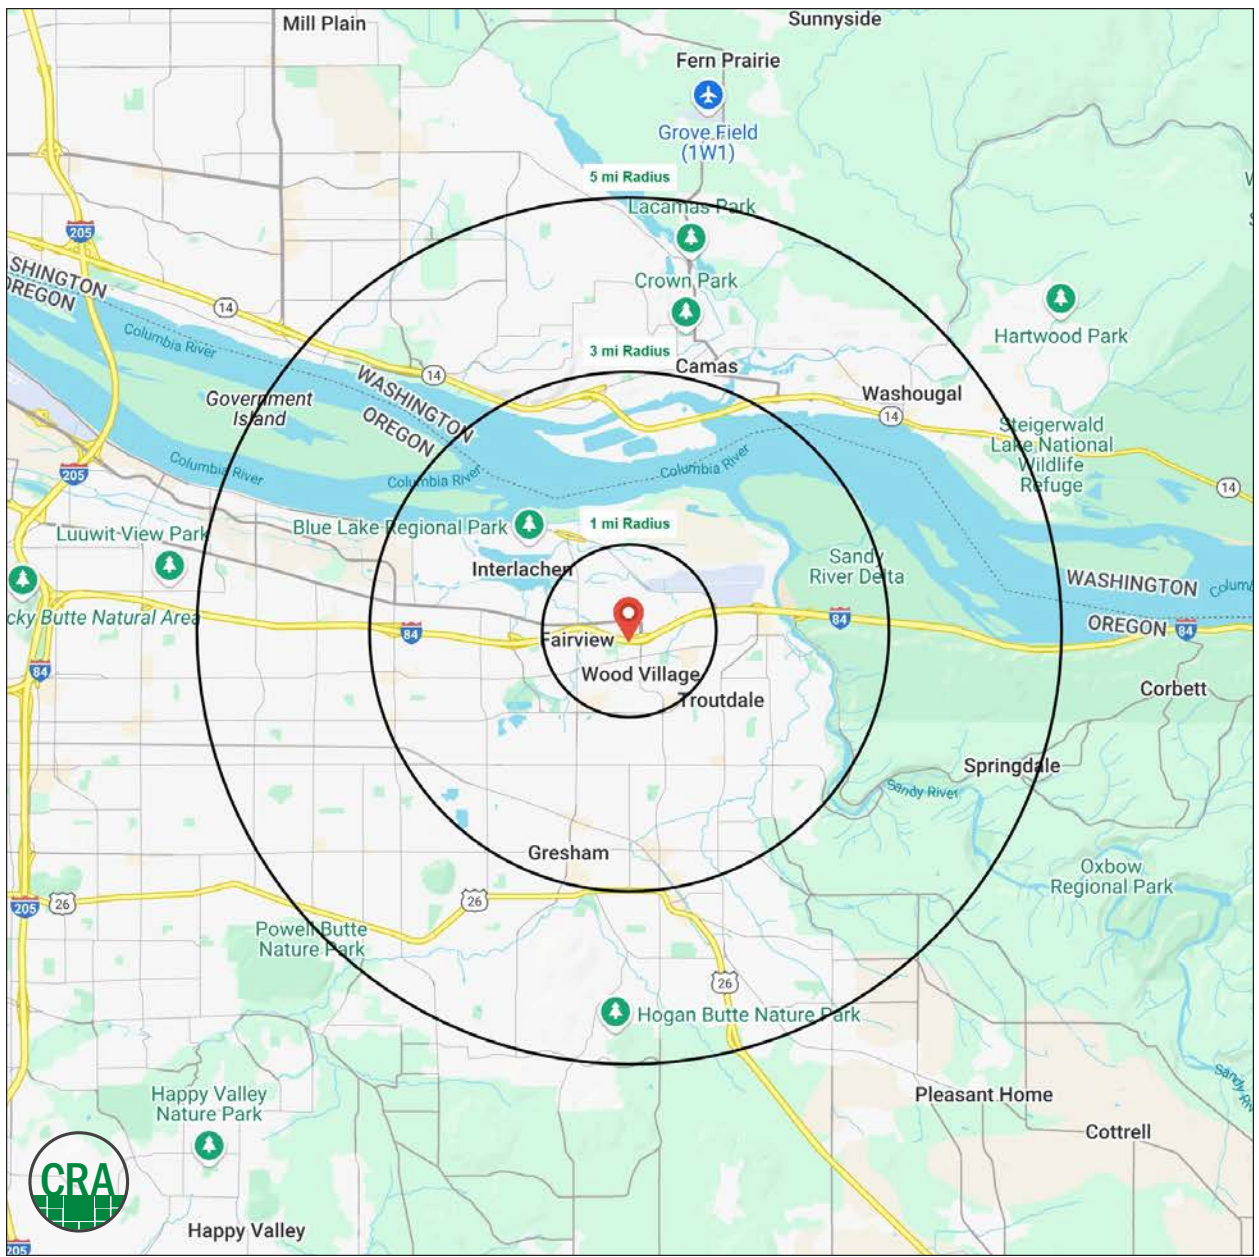 Mill Plain
Sunnyside
Fern Prairie
Grove Field
(1W1)
5 mi Radius
Lacamas Park
205
SHINGTON
OREGON
14
Crown Park
Hartwood Park
Columbia River
3 mi Radius
Camas
14
WASHINGTON
OREGON
Government
Island
Washougal
14
Steigerwald
Lake National
Wildlife
Refuge
205
Columbia River
Columbia River
Columbia River
14
Luuwit View Park
Blue Lake Regional Park
1 mi Radius
Interlachen
Sandy
River Delta
WASHINGTON
OREGON
Colum
cky Butte Natural Area
84
84
84
84
Fairview
Wood Village
Troutdale
Corbett
Springdale
Sandy River
Gresham
Oxbow
Regional Park
205
26
26
Powell Butte
Nature Park
26
Hogan Butte Nature Park
Sandy Riv
Happy Valley
Nature Park
Pleasant Home
Cottrell
CRA
Happy Valley
205